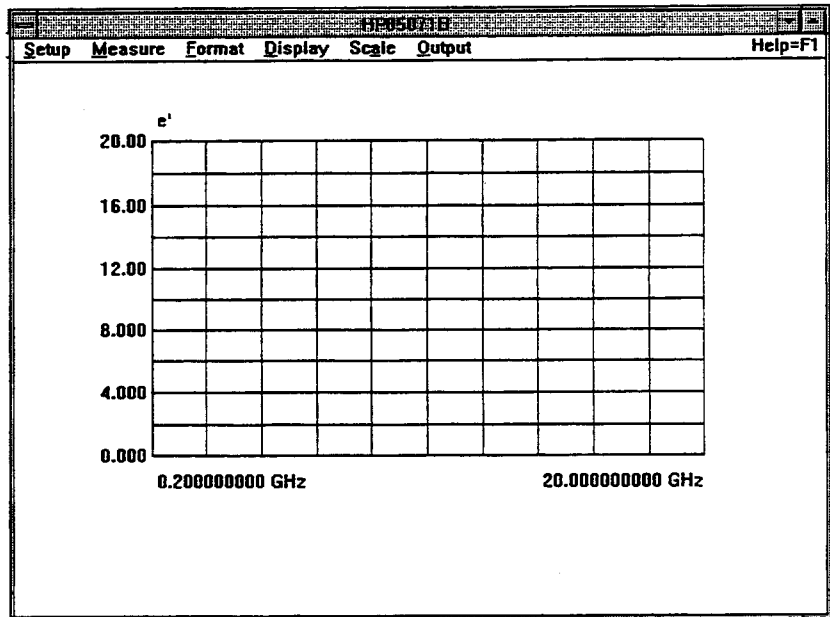 HP85071B
Setup Measure Format Display Scale Output Help=F1
e'
20.00
16.00
12.00
8.000
4.000
0.000
0.200000000 GHz 20.000000000 GHz